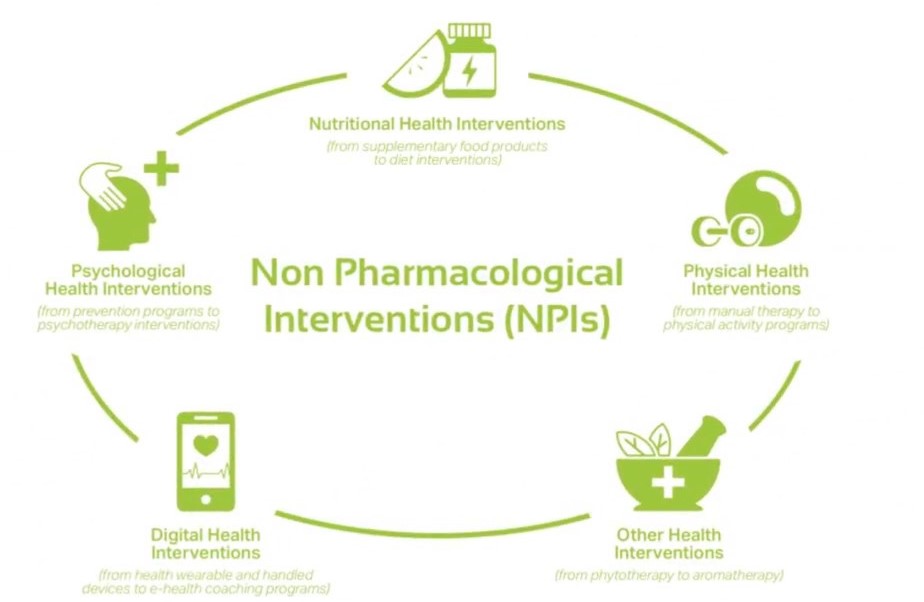 Nutritional Health Interventions
(from supplementary food products
to diet interventions)
Psychological
Health Interventions
(from prevention programs to
psychotherapy interventions)
Non Pharmacological
Interventions (NPIs)
Physical Health
Interventions
(from manual therapy to
physical activity programs)
Digital Health
Interventions
(from health wearable and handled
devices to e-health coaching programs)
Other Health
Interventions
(from phytotherapy to aromatherapy)